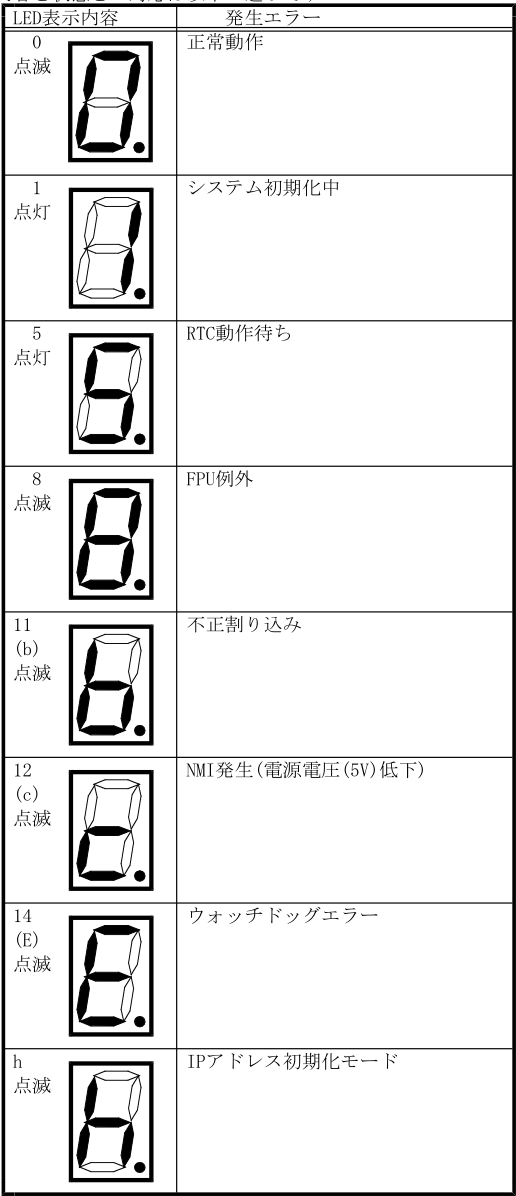 LED表示内容 発生エラー
0 正常動作
点滅
1 システム初期化中
点灯
5 RTC動作待ち
点灯
8 FPU例外
点滅
11 不正割り込み
(b)
点滅
12 NMI発生(電源電圧(5V)低下)
(c)
点滅
14 ウォッチドッグエラー
(E)
点滅
h IPアドレス初期化モード
点滅